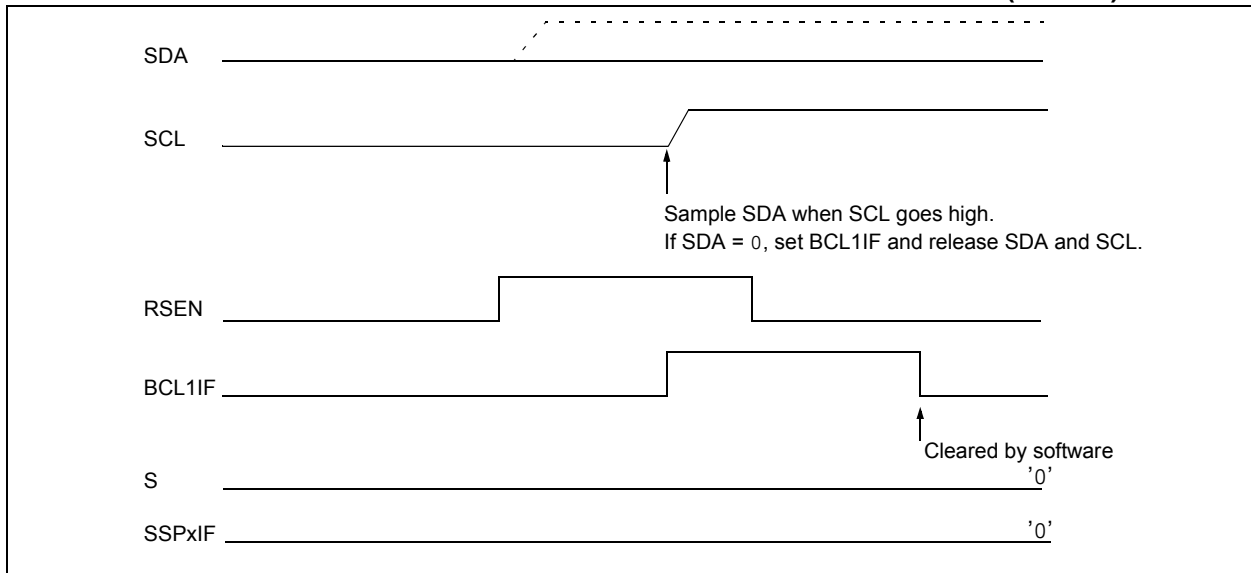 SDA
SCL
Sample SDA when SCL goes high.
If SDA = 0, set BCL1IF and release SDA and SCL.
RSEN
BCL1IF
Cleared by software
S '0'
SSPxIF '0'